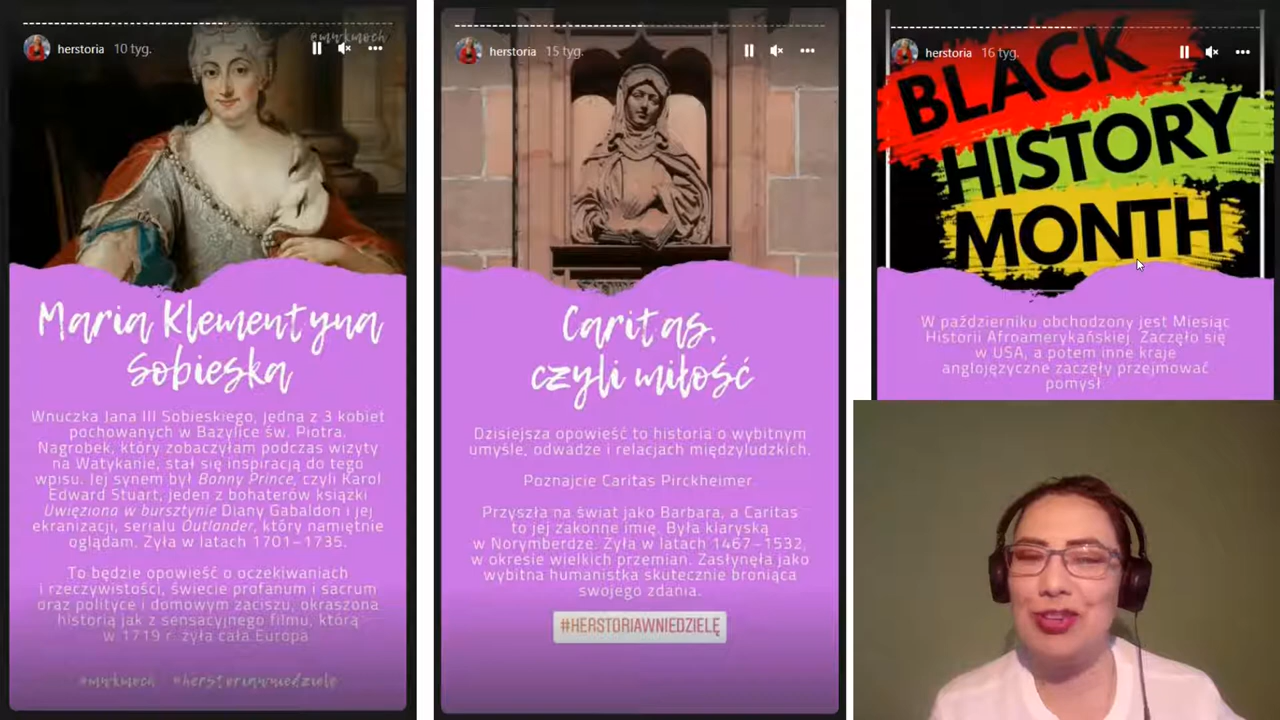 @mwkmoch
herstoria 10 tyg.
Maria Klementyna
Sobieska
Wnuczka Jana III Sobieskiego, jedna z 3 kobiet
pochowanych w Bazylice św. Piotra.
Nagrobek, który zobaczyłam podczas wizyty
na Watykanie, stał się inspiracją do tego
wpisu. Jej synem był Bonny Prince, czyli Karol
Edward Stuart, jeden z bohaterów książki
Uwięziona w bursztynie Diany Gabaldon i jej
ekranizacji, serialu Outlander, który namiętnie
oglądam. Żyła w latach 1701–1735.
To będzie opowieść o oczekiwaniach
i rzeczywistości, świecie profanum i sacrum
oraz polityce i domowym zaciszu, okraszona
historią jak z sensacyjnego filmu, którą
w 1719 r. żyła cała Europa
#mwkmoch #herstoriawniedzielę
herstoria 15 tyg.
Caritas,
czyli miłość
Dzisiejsza opowieść to historia o wybitnym
umyśle, odwadze i relacjach międzyludzkich.
Poznajcie Caritas Pirckheimer.
Przyszła na świat jako Barbara, a Caritas
to jej zakonne imię. Była klaryską
w Norymberdze. Żyła w latach 1467–1532,
w okresie wielkich przemian. Zasłynęła jako
wybitna humanistka skutecznie broniąca
swojego zdania.
#HERSTORIAWNIEDZIELĘ
herstoria 16 tyg.
BLACK
HISTORY
MONTH
W październiku obchodzony jest Miesiąc
Historii Afroamerykańskiej. Zaczęło się
w USA, a potem inne kraje
anglojęzyczne zaczęły przejmować
pomysł.